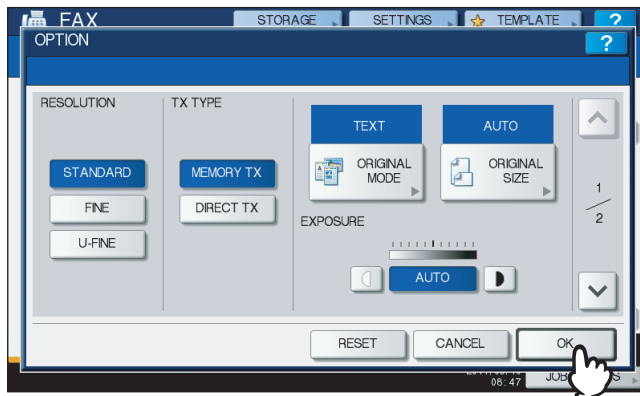 FAX STORAGE SETTINGS TEMPLATE ?
OPTION ?
RESOLUTION TX TYPE
TEXT AUTO
STANDARD MEMORY TX ORIGINAL MODE ORIGINAL SIZE
FINE DIRECT TX
1
2
U-FINE
EXPOSURE
AUTO
RESET CANCEL OK
08:47